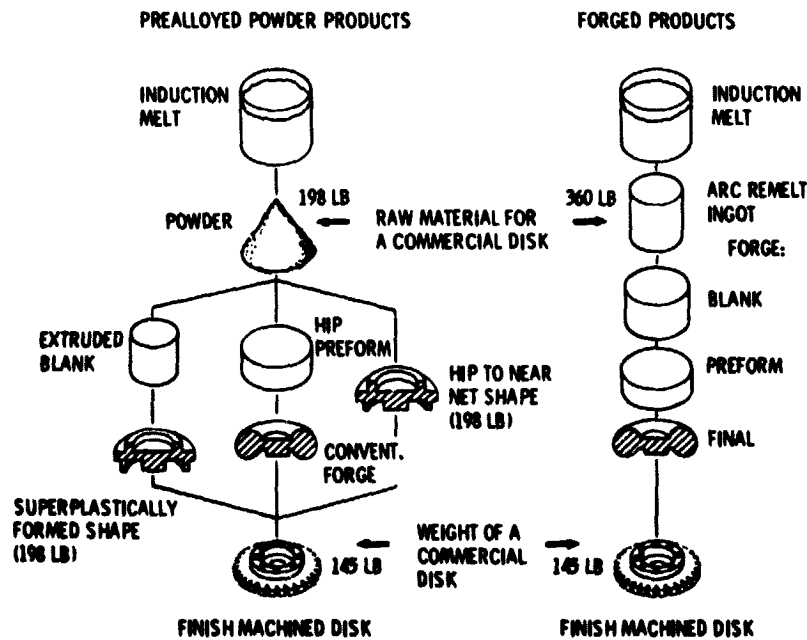 PREALLOYED POWDER PRODUCTS
FORGED PRODUCTS
INDUCTION
MELT
INDUCTION
MELT
198 LB
POWDER
RAW MATERIAL FOR
A COMMERCIAL DISK
360 LB
ARC REMELT
INGOT
FORGE:
BLANK
EXTRUDED
BLANK
HIP
PREFORM
HIP TO NEAR
NET SHAPE
(198 LB)
PREFORM
CONVENT.
FORGE
FINAL
SUPERPLASTICALLY
FORMED SHAPE
(198 LB)
WEIGHT OF A
COMMERCIAL
DISK
145 LB
145 LB
FINISH MACHINED DISK
FINISH MACHINED DISK